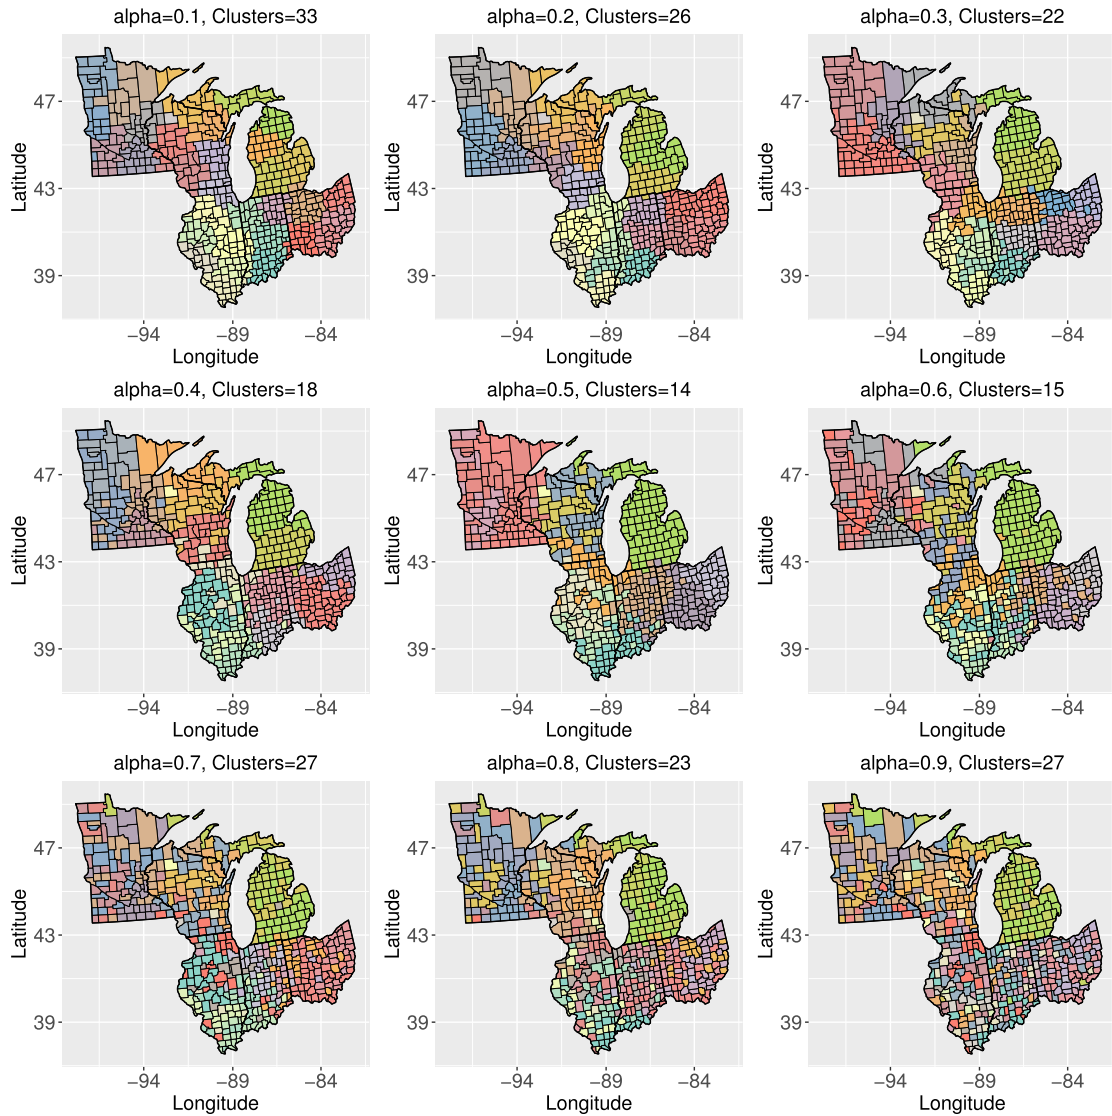 alpha=0.1, Clusters=33
alpha=0.2, Clusters=26
alpha=0.3, Clusters=22
Latitude
47
43
39
−94
−89
−84
Longitude
Latitude
47
43
39
−94
−89
−84
Longitude
Latitude
47
43
39
−94
−89
−84
Longitude
alpha=0.4, Clusters=18
alpha=0.5, Clusters=14
alpha=0.6, Clusters=15
Latitude
47
43
39
−94
−89
−84
Longitude
Latitude
47
43
39
−94
−89
−84
Longitude
Latitude
47
43
39
−94
−89
−84
Longitude
alpha=0.7, Clusters=27
alpha=0.8, Clusters=23
alpha=0.9, Clusters=27
Latitude
47
43
39
−94
−89
−84
Longitude
Latitude
47
43
39
−94
−89
−84
Longitude
Latitude
47
43
39
−94
−89
−84
Longitude